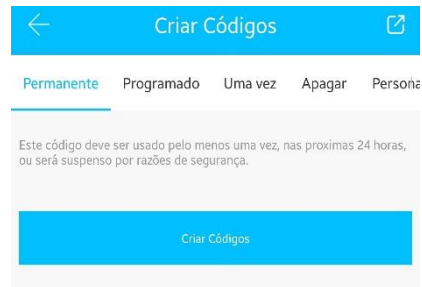 Criar Códigos
Permanente Programado Uma vez Apagar Persona
Este código deve ser usado pelo menos uma vez, nas proximas 24 horas,
ou será suspenso por razões de segurança.
Criar Códigos